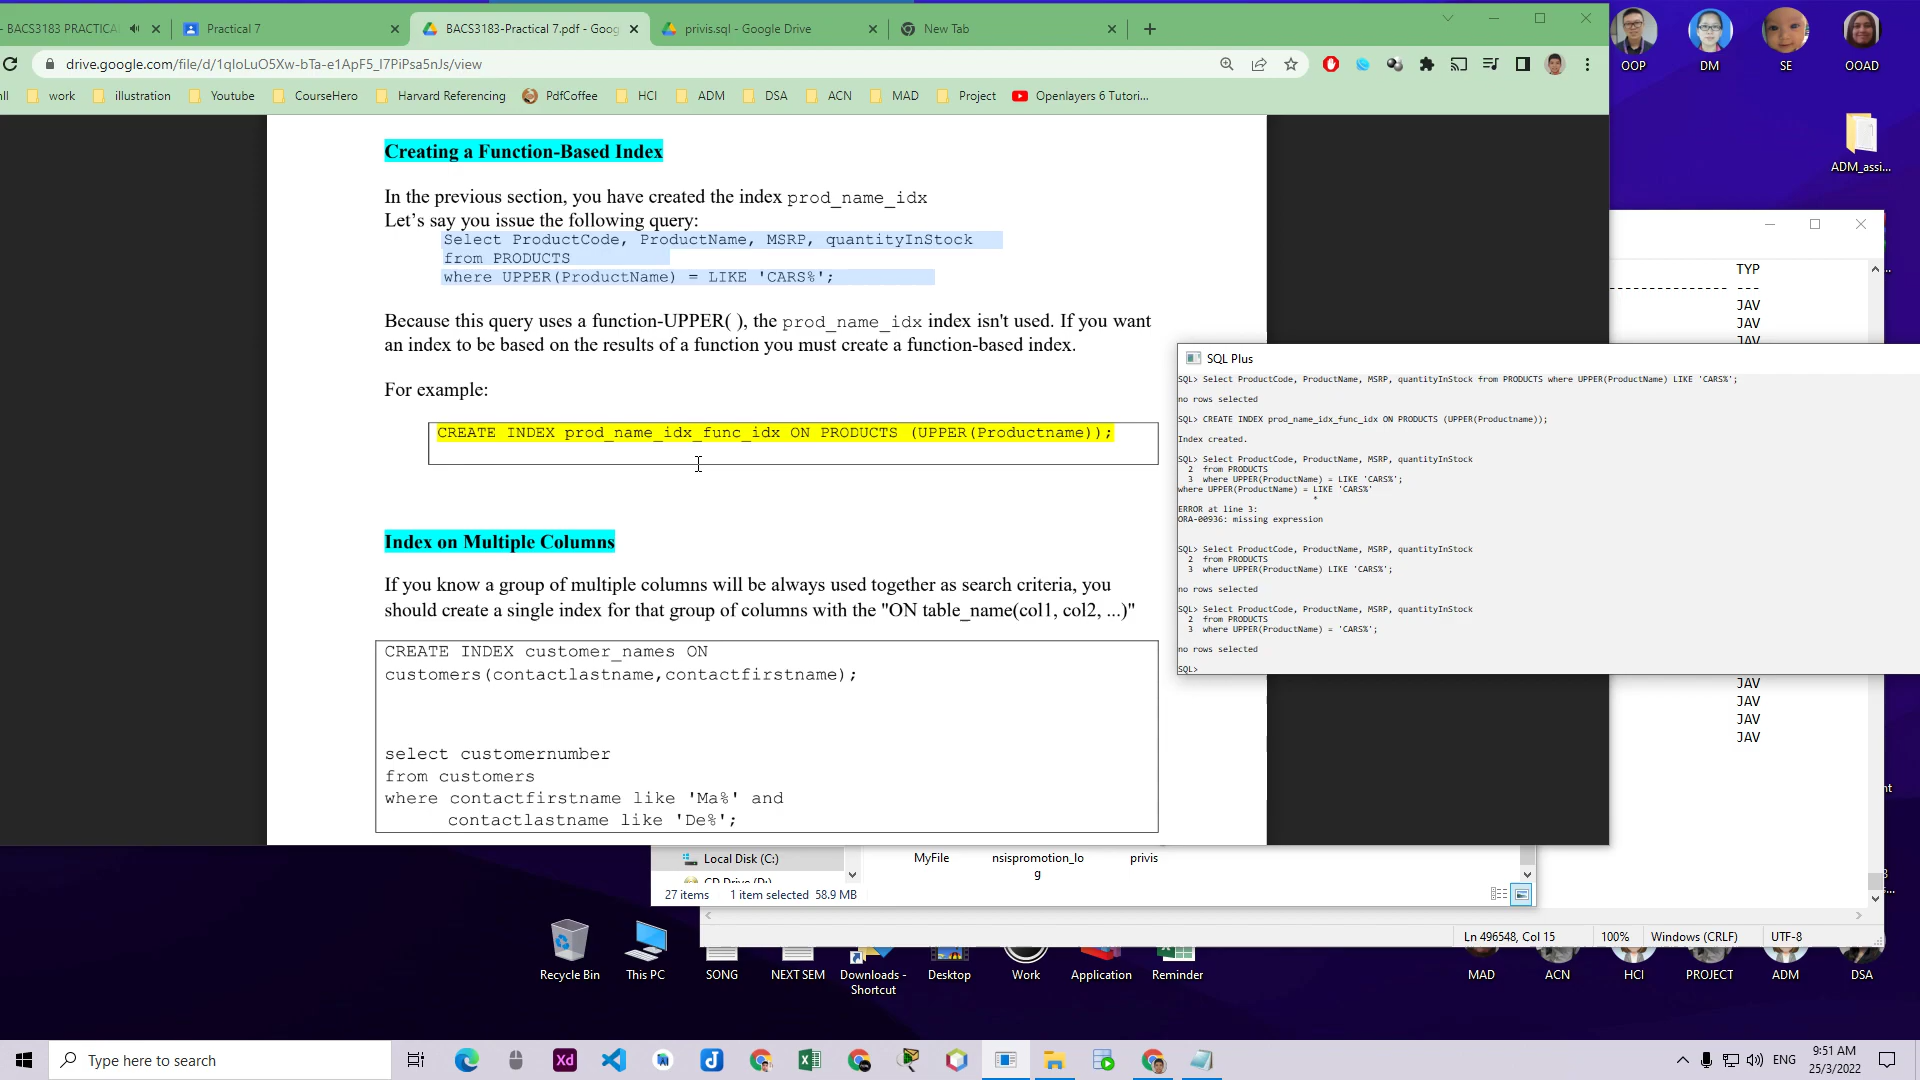 - BACS3183 PRACTICA
Practical 7
BACS3183-Practical 7.pdf - Goog
privis.sql - Google Drive
New Tab
drive.google.com/file/d/1qIoLuO5Xw-bTa-e1ApF5_I7PiPsa5nJs/view
work
illustration
Youtube
CourseHero
Harvard Referencing
PdfCoffee
HCI
ADM
DSA
ACN
MAD
Project
Openlayers 6 Tutori...
OOP
DM
SE
OOAD
ADM_assi...
Creating a Function-Based Index
In the previous section, you have created the index prod_name_idx
Let's say you issue the following query:
Select ProductCode, ProductName, MSRP, quantityInStock
from PRODUCTS
where UPPER(ProductName) = LIKE 'CARS%';
Because this query uses a function-UPPER( ), the prod_name_idx index isn't used. If you want
an index to be based on the results of a function you must create a function-based index.
For example:
CREATE INDEX prod_name_idx_func_idx ON PRODUCTS (UPPER(Productname));
Index on Multiple Columns
If you know a group of multiple columns will be always used together as search criteria, you
should create a single index for that group of columns with the "ON table_name(col1, col2, ...)"
CREATE INDEX customer_names ON
customers(contactlastname,contactfirstname);
select customernumber
from customers
where contactfirstname like 'Ma%' and
contactlastname like 'De%';
TYP
--------------- ---
JAV
JAV
JAV
SQL Plus
SQL> Select ProductCode, ProductName, MSRP, quantityInStock from PRODUCTS where UPPER(ProductName) LIKE 'CARS%';
no rows selected
SQL> CREATE INDEX prod_name_idx_func_idx ON PRODUCTS (UPPER(Productname));
Index created.
SQL> Select ProductCode, ProductName, MSRP, quantityInStock
2 from PRODUCTS
3 where UPPER(ProductName) = LIKE 'CARS%';
where UPPER(ProductName) = LIKE 'CARS%'
*
ERROR at line 3:
ORA-00936: missing expression
SQL> Select ProductCode, ProductName, MSRP, quantityInStock
2 from PRODUCTS
3 where UPPER(ProductName) LIKE 'CARS%';
no rows selected
SQL> Select ProductCode, ProductName, MSRP, quantityInStock
2 from PRODUCTS
3 where UPPER(ProductName) = 'CARS%';
no rows selected
SQL>
JAV
JAV
JAV
JAV
Local Disk (C:)
CD Drive (D:)
MyFile
nsispromotion_lo
g
privis
27 items
1 item selected 58.9 MB
Ln 496548, Col 15
100%
Windows (CRLF)
UTF-8
Recycle Bin
This PC
SONG
NEXT SEM
Downloads -
Shortcut
Desktop
Work
Application
Reminder
MAD
ACN
HCI
PROJECT
ADM
DSA
Type here to search
ENG
9:51 AM
25/3/2022